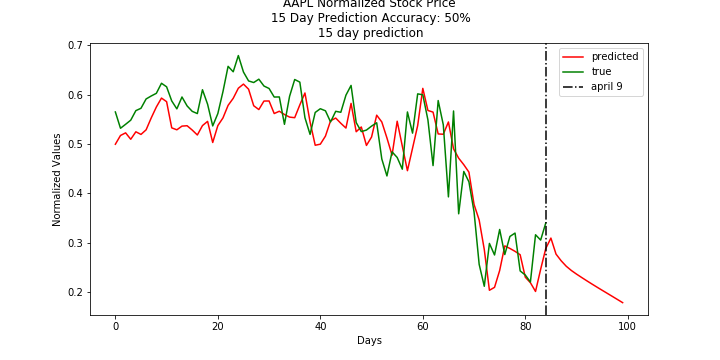 AAPL Normalized Stock Price
15 Day Prediction Accuracy: 50%
15 day prediction
0.7
0.6
0.5
0.4
0.3
0.2
Normalized Values
predicted
true
april 9
0 20 40 60 80 100
Days